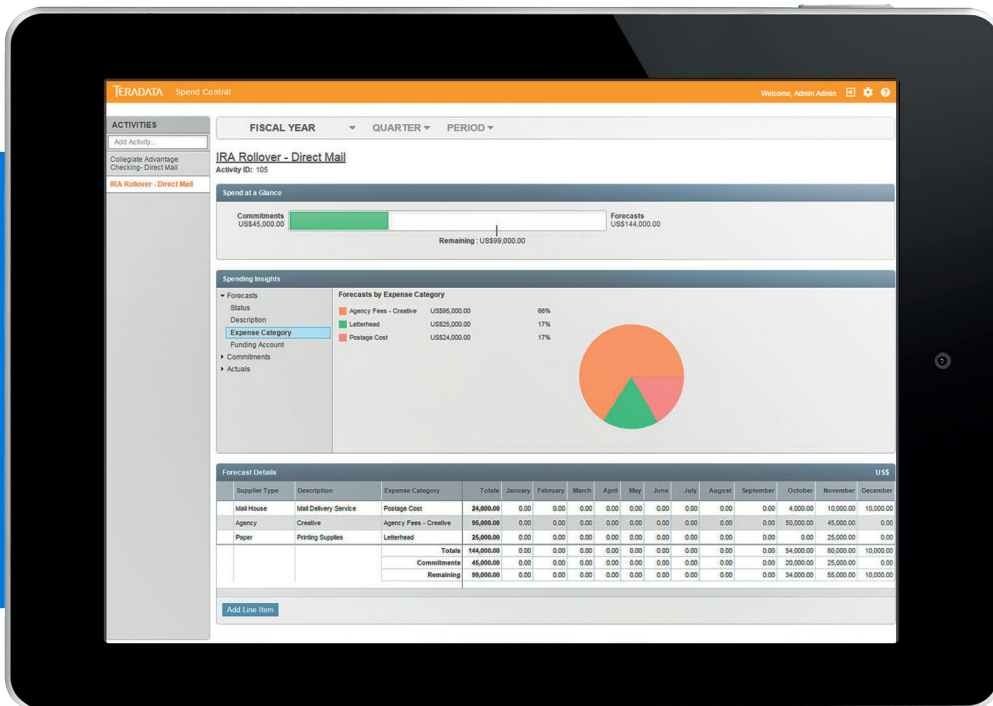 TERADATA Spend Central
Welcome, Admin Admin
ACTIVITIES
Add Activity...
Collegiate Advantage
Checking- Direct Mail
IRA Rollover - Direct Mail
FISCAL YEAR QUARTER PERIOD
IRA Rollover - Direct Mail
Activity ID: 105
Spend at a Glance
Commitments
US$45,000.00
Forecasts
US$144,000.00
Remaining : US$99,000.00
Spending Insights
Forecasts
Status
Description
Expense Category
Funding Account
Commitments
Actuals
Forecasts by Expense Category
Agency Fees - Creative US$95,000.00 66%
Letterhead US$25,000.00 17%
Postage Cost US$24,000.00 17%
Forecast Details US$
Supplier Type Description Expense Category Totals January February March April May June July August September October November December
Mail House Mail Delivery Service Postage Cost 24,000.00 0.00 0.00 0.00 0.00 0.00 0.00 0.00 0.00 0.00 4,000.00 10,000.00 10,000.00
Agency Creative Agency Fees - Creative 95,000.00 0.00 0.00 0.00 0.00 0.00 0.00 0.00 0.00 0.00 50,000.00 45,000.00 0.00
Paper Printing Supplies Letterhead 25,000.00 0.00 0.00 0.00 0.00 0.00 0.00 0.00 0.00 0.00 0.00 25,000.00 0.00
Totals 144,000.00 0.00 0.00 0.00 0.00 0.00 0.00 0.00 0.00 0.00 54,000.00 80,000.00 10,000.00
Commitments 45,000.00 0.00 0.00 0.00 0.00 0.00 0.00 0.00 0.00 0.00 20,000.00 25,000.00 0.00
Remaining 99,000.00 0.00 0.00 0.00 0.00 0.00 0.00 0.00 0.00 0.00 34,000.00 55,000.00 10,000.00
Add Line Item